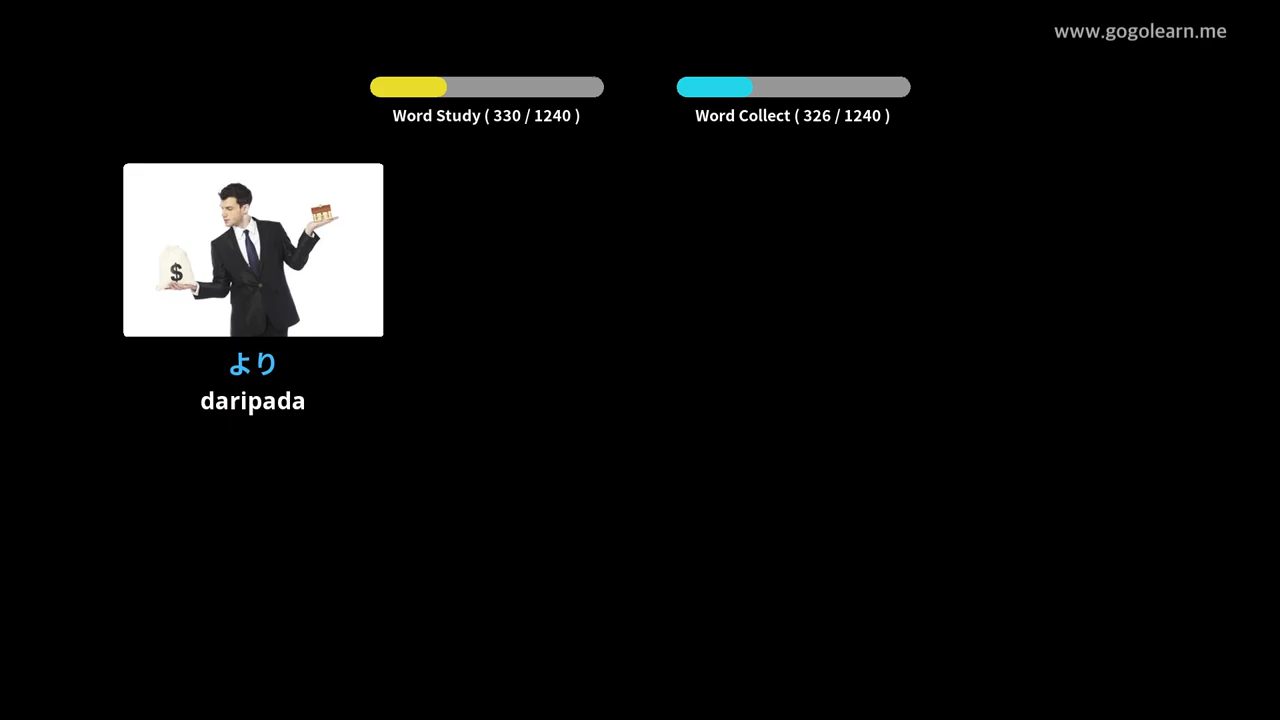 www.gogolearn.me
Word Study ( 330 / 1240 )
Word Collect ( 326 / 1240 )
$
より
daripada